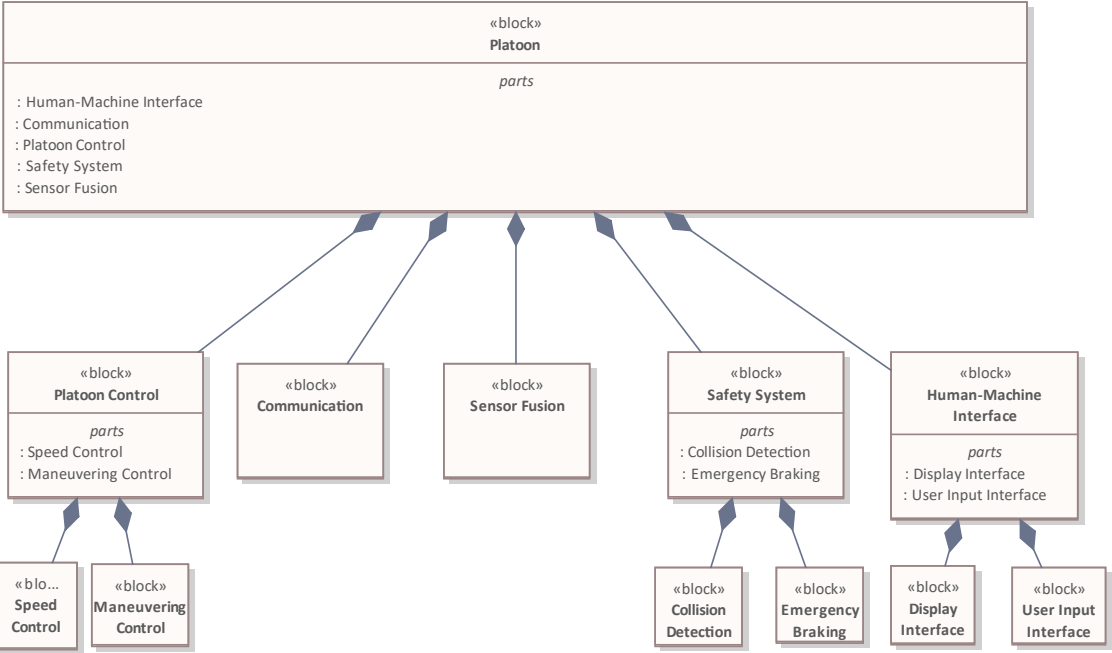 «block»
Platoon
parts
: Human-Machine Interface
: Communication
: Platoon Control
: Safety System
: Sensor Fusion
«block»
Platoon Control
parts
: Speed Control
: Maneuvering Control
«block»
Communication
«block»
Sensor Fusion
«block»
Safety System
parts
: Collision Detection
: Emergency Braking
«block»
Human-Machine
Interface
parts
: Display Interface
: User Input Interface
«blo...
Speed
Control
«block»
Maneuvering
Control
«block»
Collision
Detection
«block»
Emergency
Braking
«block»
Display
Interface
«block»
User Input
Interface